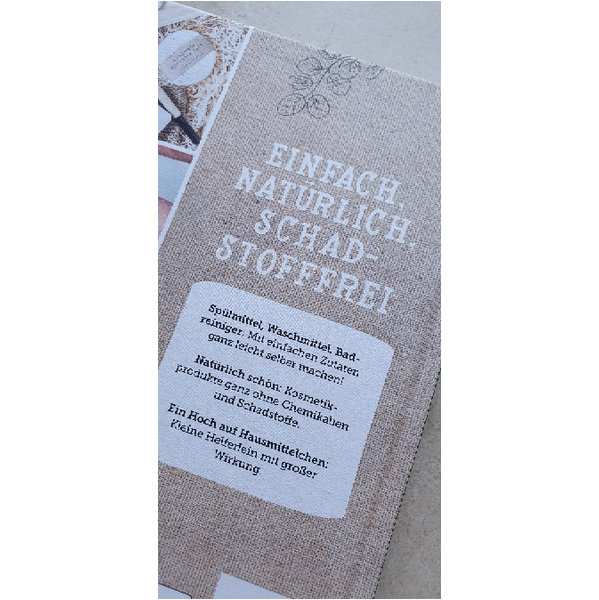 EINFACH,
NATÜRLICH,
SCHAD-
STOFFFREI
Spülmittel, Waschmittel, Bad-
reiniger: Mit einfachen Zutaten
ganz leicht selber machen!
Natürlich schön: Kosmetik-
produkte ganz ohne Chemikalien
und Schadstoffe.
Ein Hoch auf Hausmittelchen:
Kleine Helferlein mit großer
Wirkung